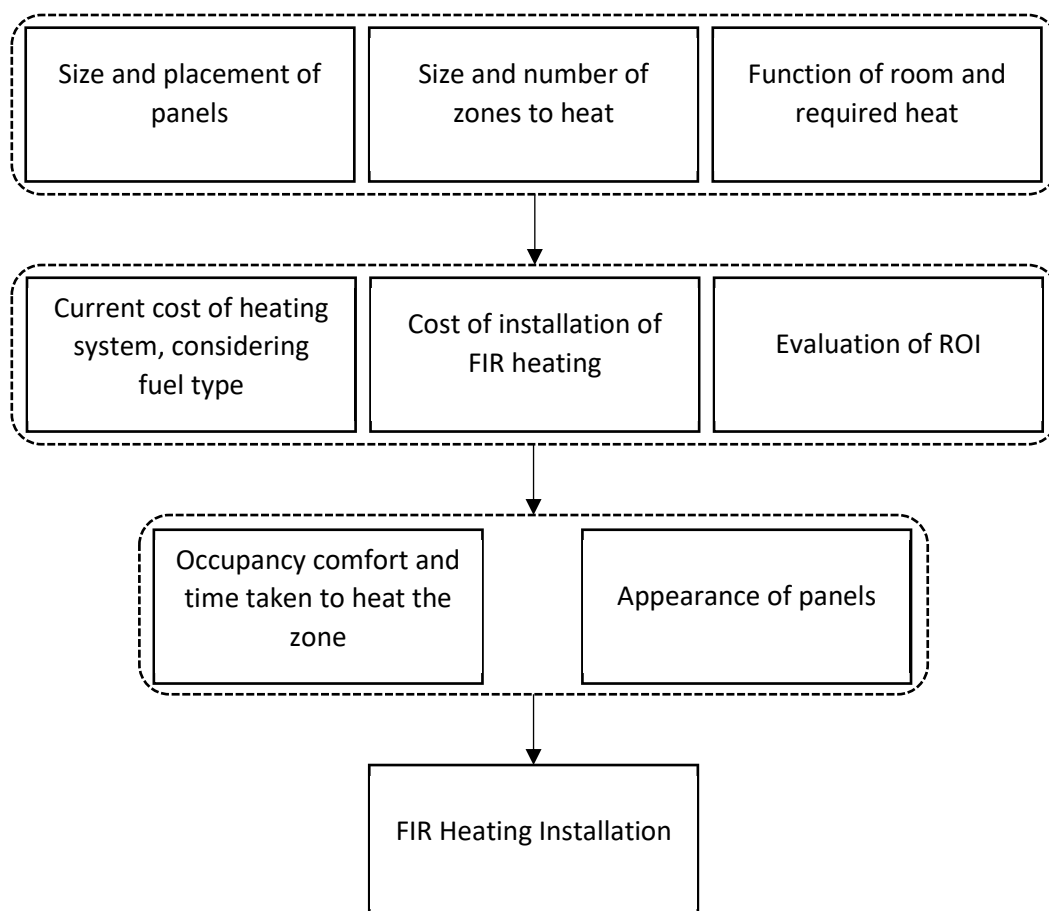 Size and placement of
panels
Size and number of
zones to heat
Function of room and
required heat
Current cost of heating
system, considering
fuel type
Cost of installation of
FIR heating
Evaluation of ROI
Occupancy comfort and
time taken to heat the
zone
Appearance of panels
FIR Heating Installation